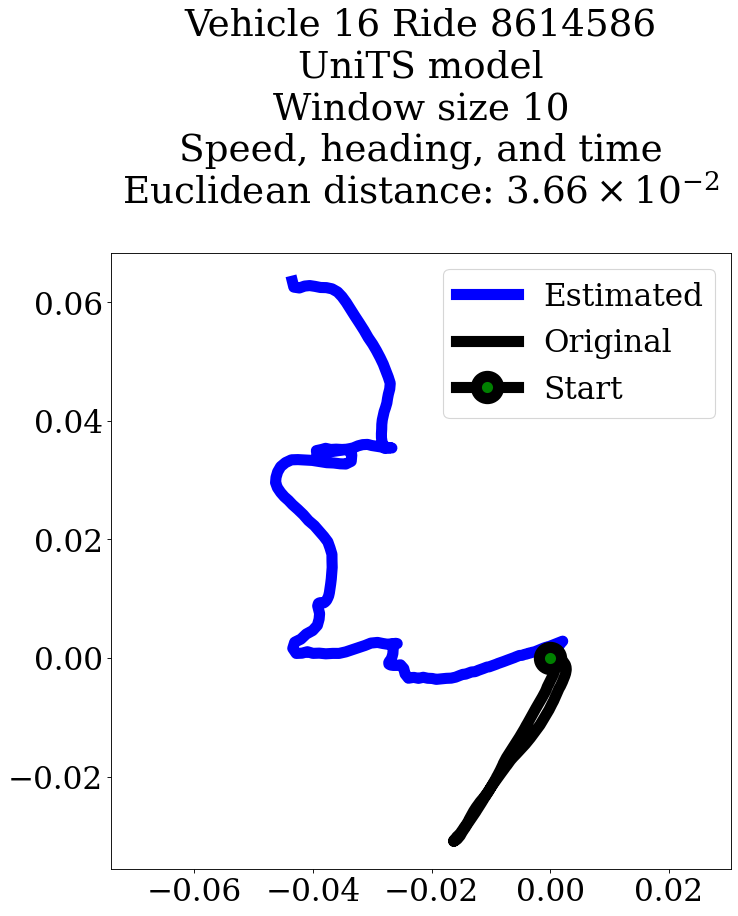 Vehicle 16 Ride 8614586
UniTS model
Window size 10
Speed, heading, and time
Euclidean distance: 3.66 × 10⁻²
Estimated
Original
Start
0.06
0.04
0.02
0.00
−0.02
−0.06 −0.04 −0.02 0.00 0.02